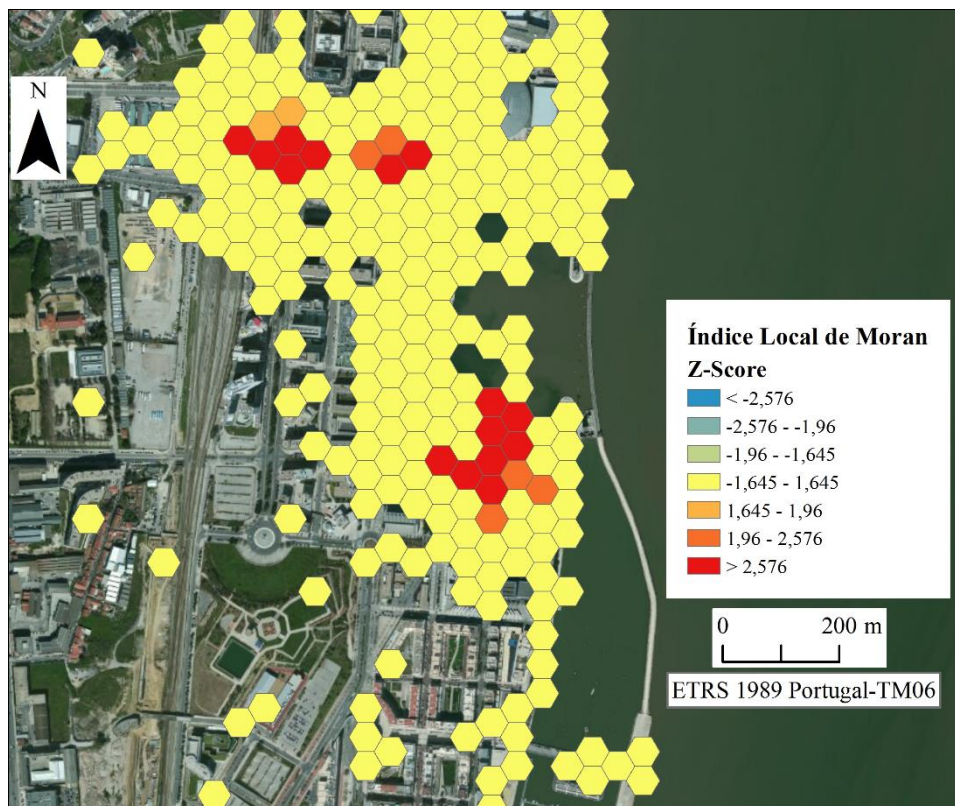 N
Índice Local de Moran
Z-Score
< -2,576
-2,576 - -1,96
-1,96 - -1,645
-1,645 - 1,645
1,645 - 1,96
1,96 - 2,576
> 2,576
0 200 m
ETRS 1989 Portugal-TM06